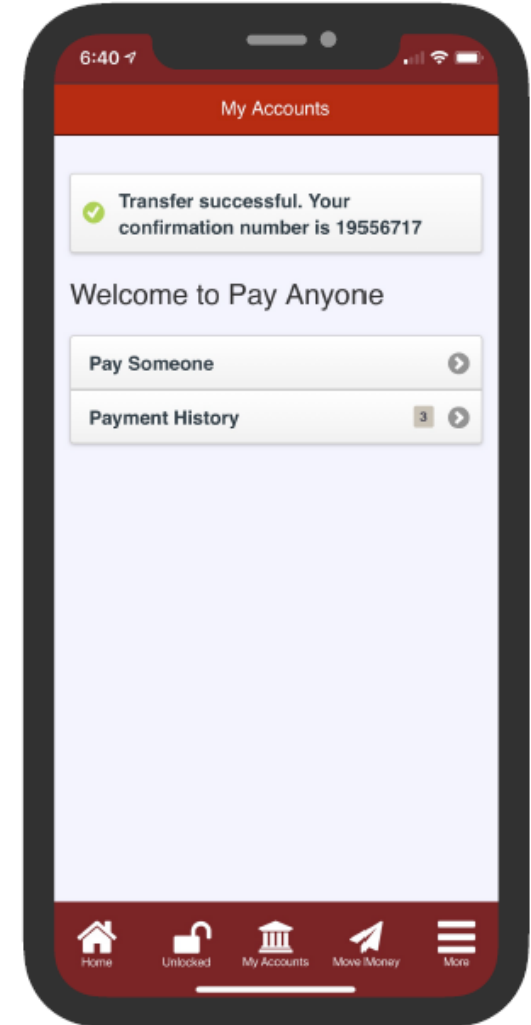 6:40
My Accounts
Transfer successful. Your
confirmation number is 19556717
Welcome to Pay Anyone
Pay Someone
Payment History 3
Home Unlocked My Accounts Move Money More